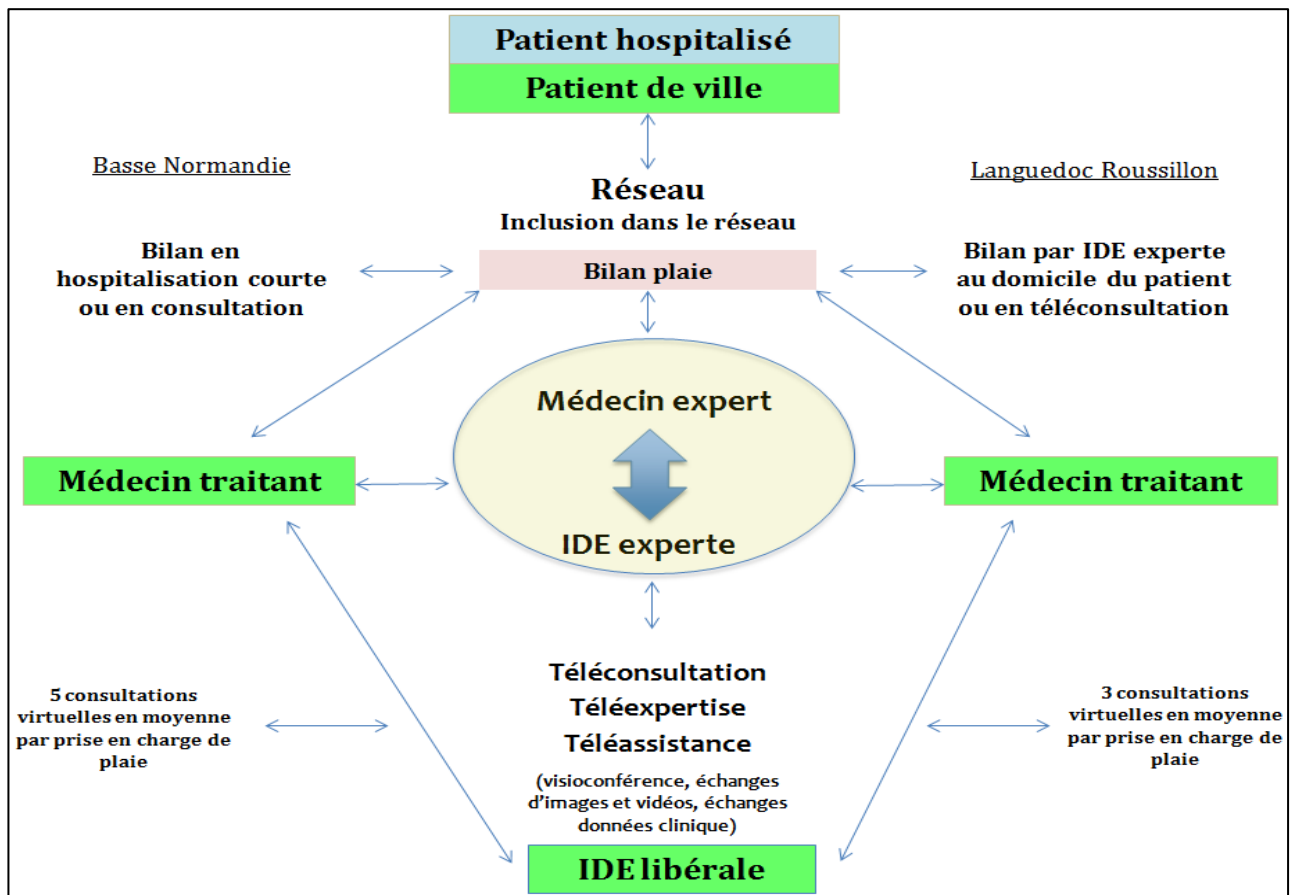 Patient hospitalisé
Patient de ville
Basse Normandie
Languedoc Roussillon
Réseau
Inclusion dans le réseau
Bilan en
hospitalisation courte
ou en consultation
Bilan plaie
Bilan par IDE experte
au domicile du patient
ou en téléconsultation
Médecin expert
IDE experte
Médecin traitant
Médecin traitant
Téléconsultation
Téléexpertise
Téléassistance
(visioconférence, échanges
d'images et vidéos, échanges
données clinique)
5 consultations
virtuelles en moyenne
par prise en charge de
plaie
3 consultations
virtuelles en moyenne
par prise en charge de
plaie
IDE libérale